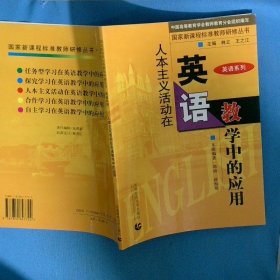 国家新课程标准教师研修丛书
任务型学习在英语教学中的应用
探究学习在英语教学中的应用
人本主义活动在英语教学中的应用
合作学习在英语教学中的应用
自主学习在英语教学中的应用
中国高等教育学会教师教育分会组织编写
国家新课程标准教师研修丛书
主编
王之江
英语系列
人本主义活动在
英语
教学中的应用
ENGLISH